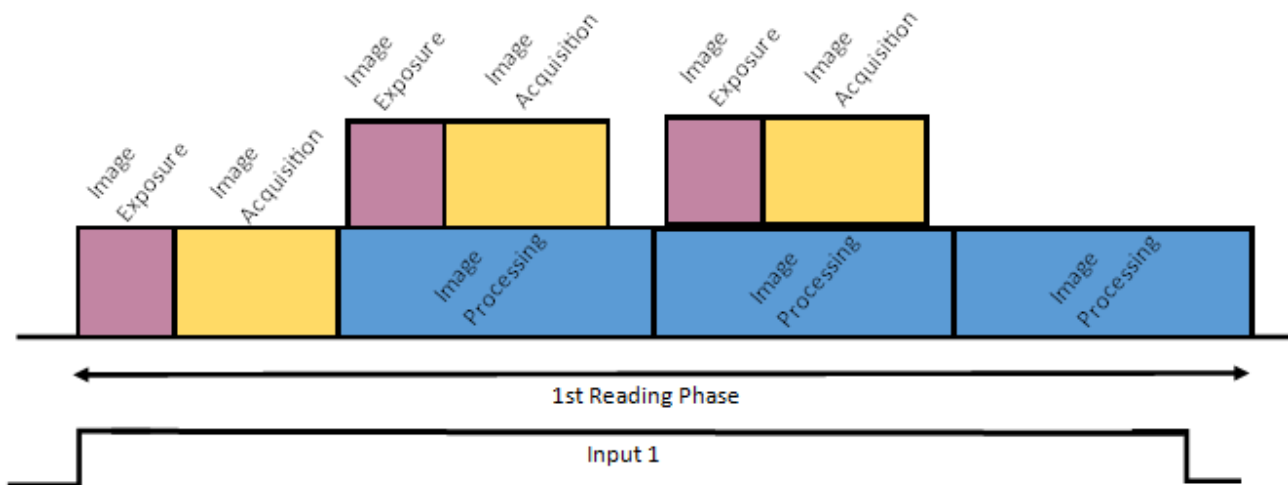 Image
Exposure
Image
Acquisition
Image
Exposure
Image
Acquisition
Image
Exposure
Image
Acquisition
Image
Processing
Image
Processing
Image
Processing
1st Reading Phase
Input 1